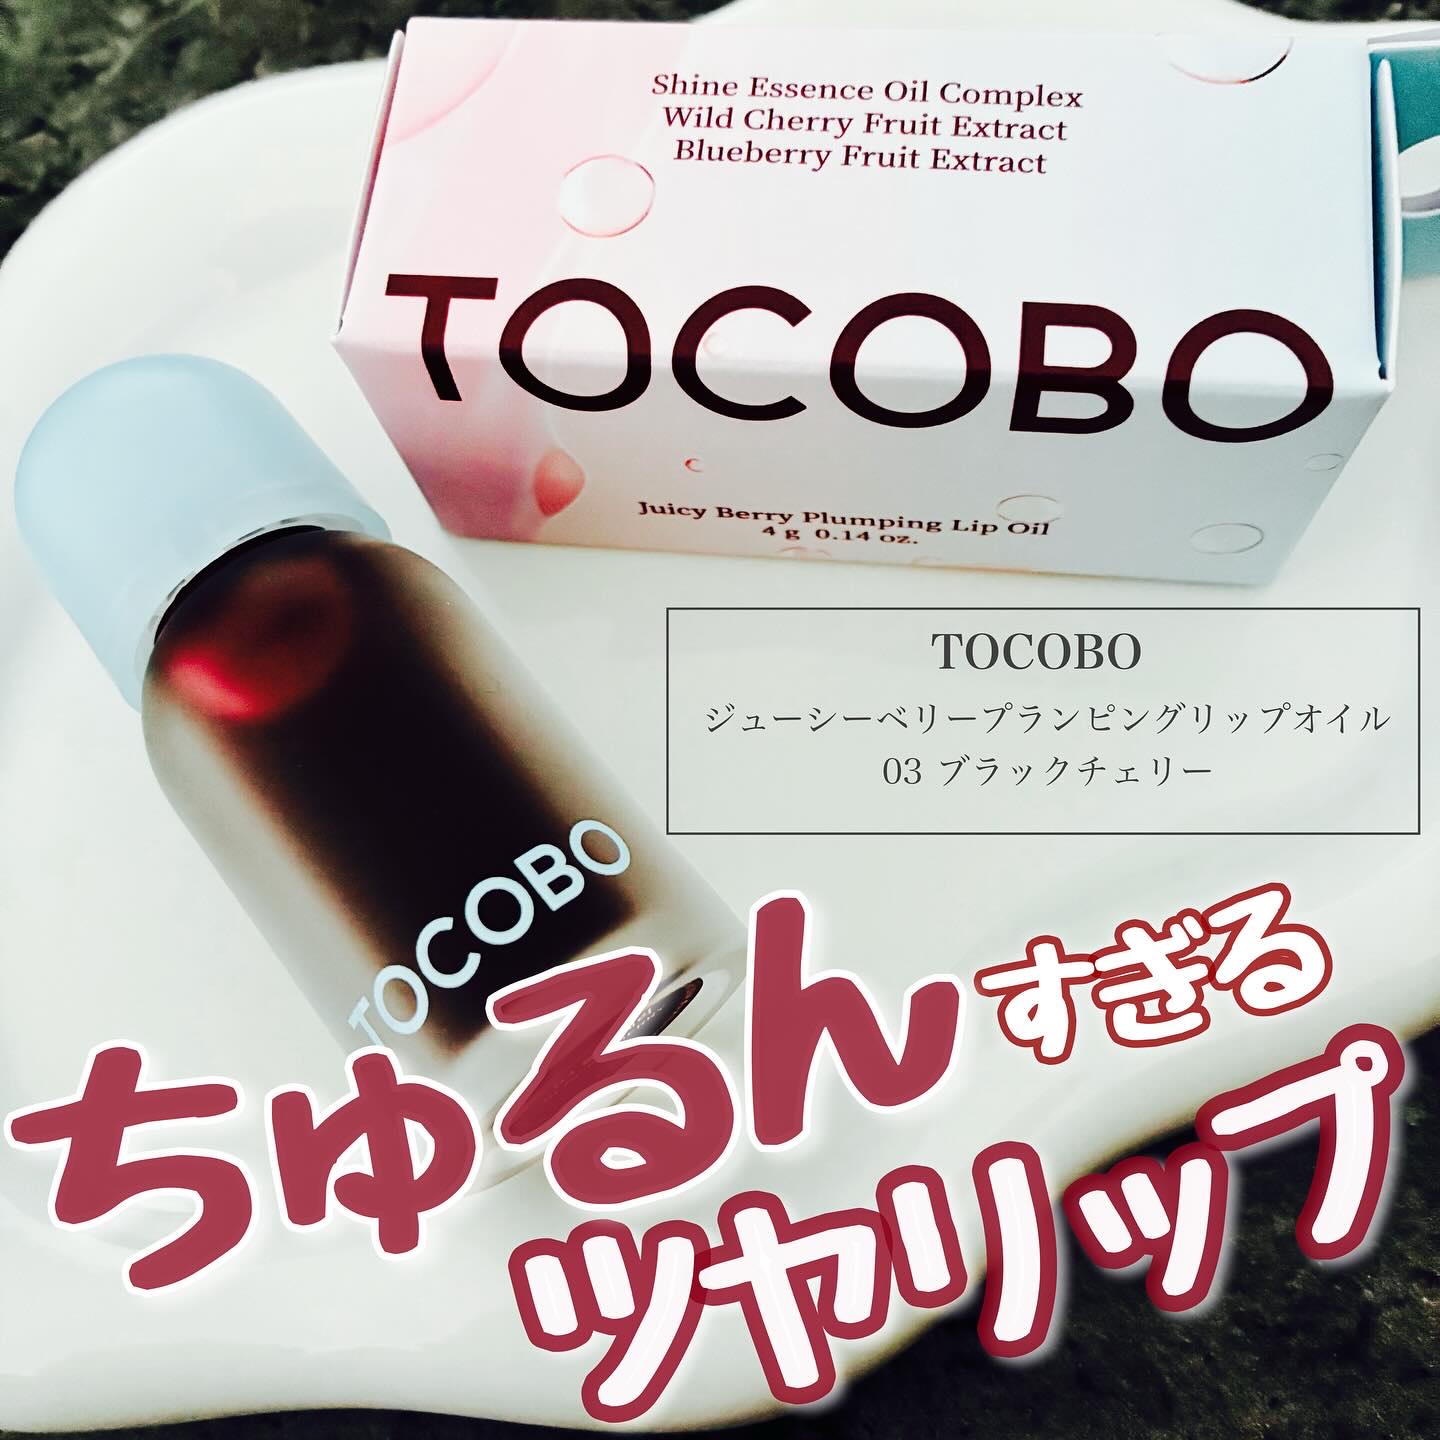 Shine Essence Oil Complex
Wild Cherry Fruit Extract
Blueberry Fruit Extract
TOCOBO
Juicy Berry Plumping Lip Oil
4 g 0.14 oz.
TOCOBO
ジューシーベリープランピングリップオイル
03 ブラックチェリー
TOCOBO
ちゅるんすぎる
ツヤリップ